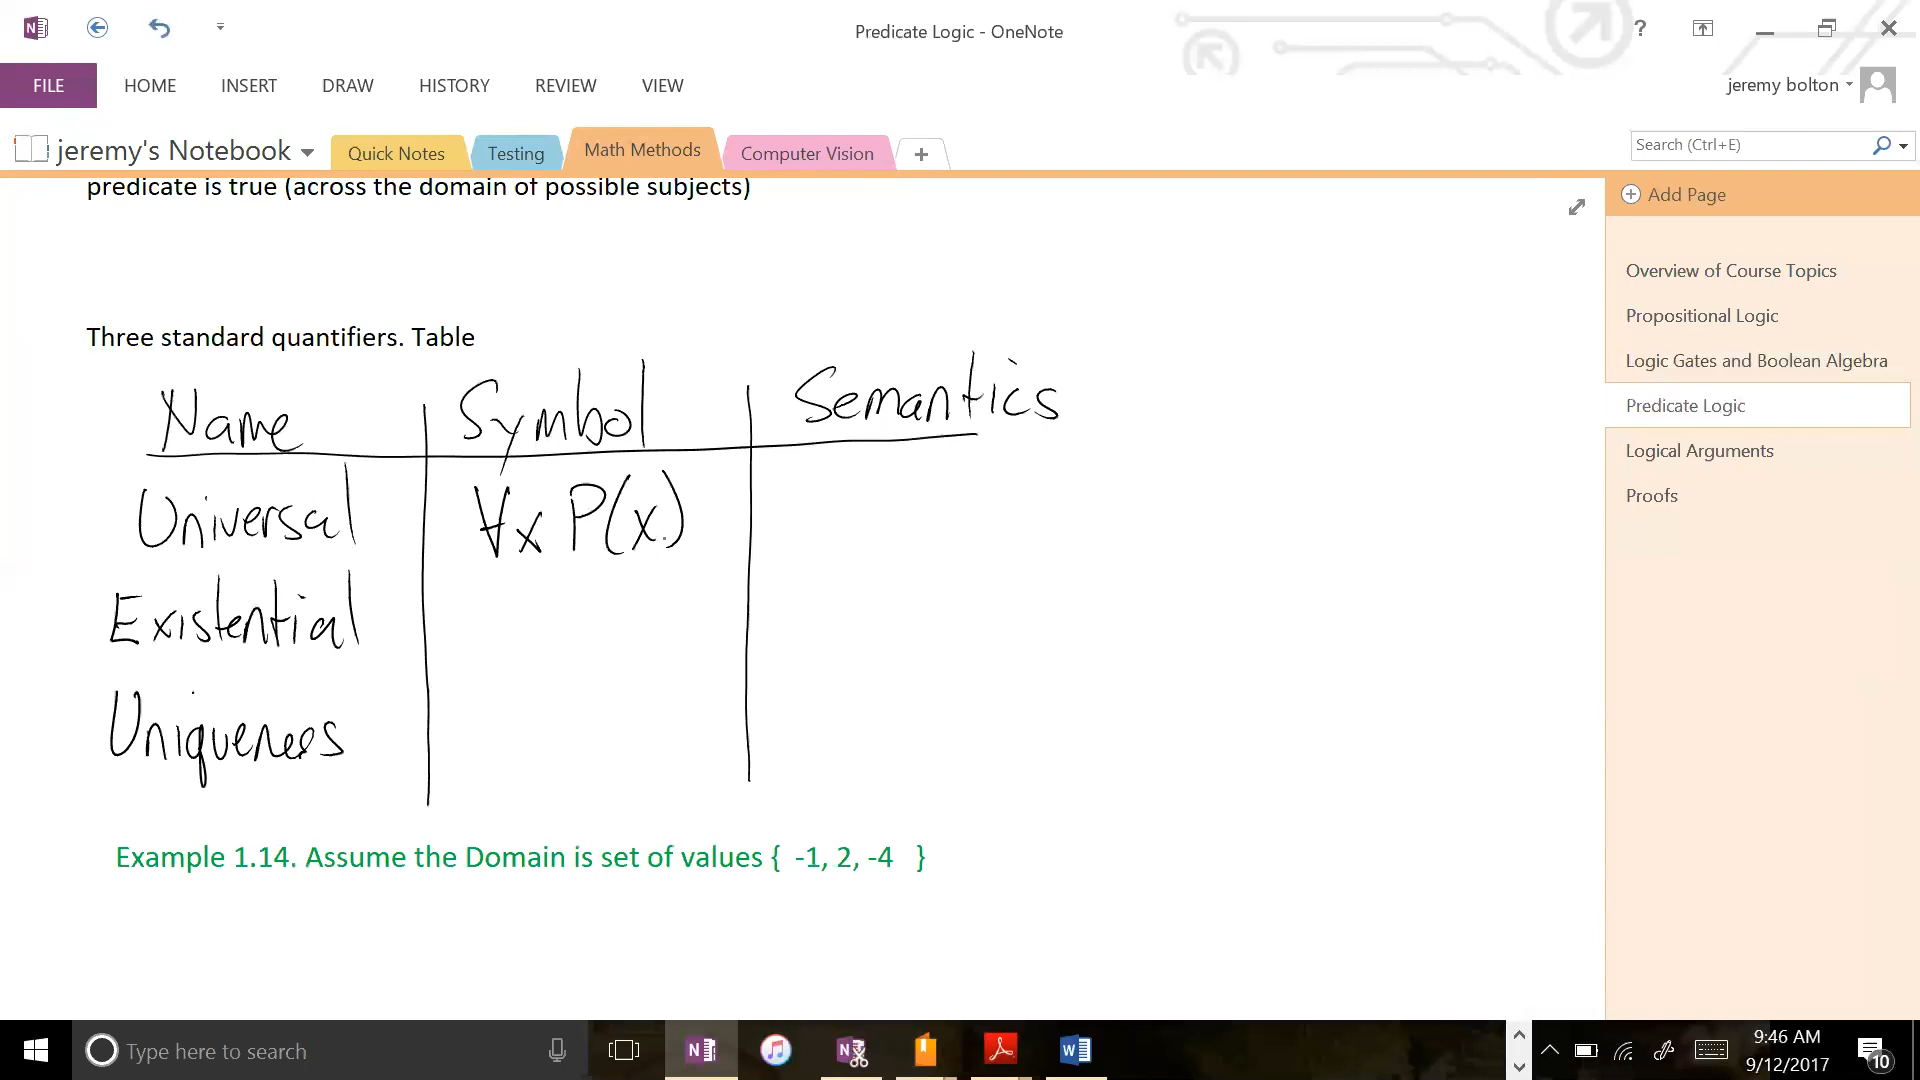 Predicate Logic - OneNote
?
FILE HOME INSERT DRAW HISTORY REVIEW VIEW
jeremy bolton
jeremy's Notebook
Quick Notes Testing Math Methods Computer Vision +
Search (Ctrl+E)
predicate is true (across the domain of possible subjects)
Three standard quantifiers. Table
Name Symbol Semantics
Universal ∀x P(x)
Existential
Uniqueness
Example 1.14. Assume the Domain is set of values { -1, 2, -4 }
Add Page
Overview of Course Topics
Propositional Logic
Logic Gates and Boolean Algebra
Predicate Logic
Logical Arguments
Proofs
Type here to search
9:46 AM
9/12/2017
10